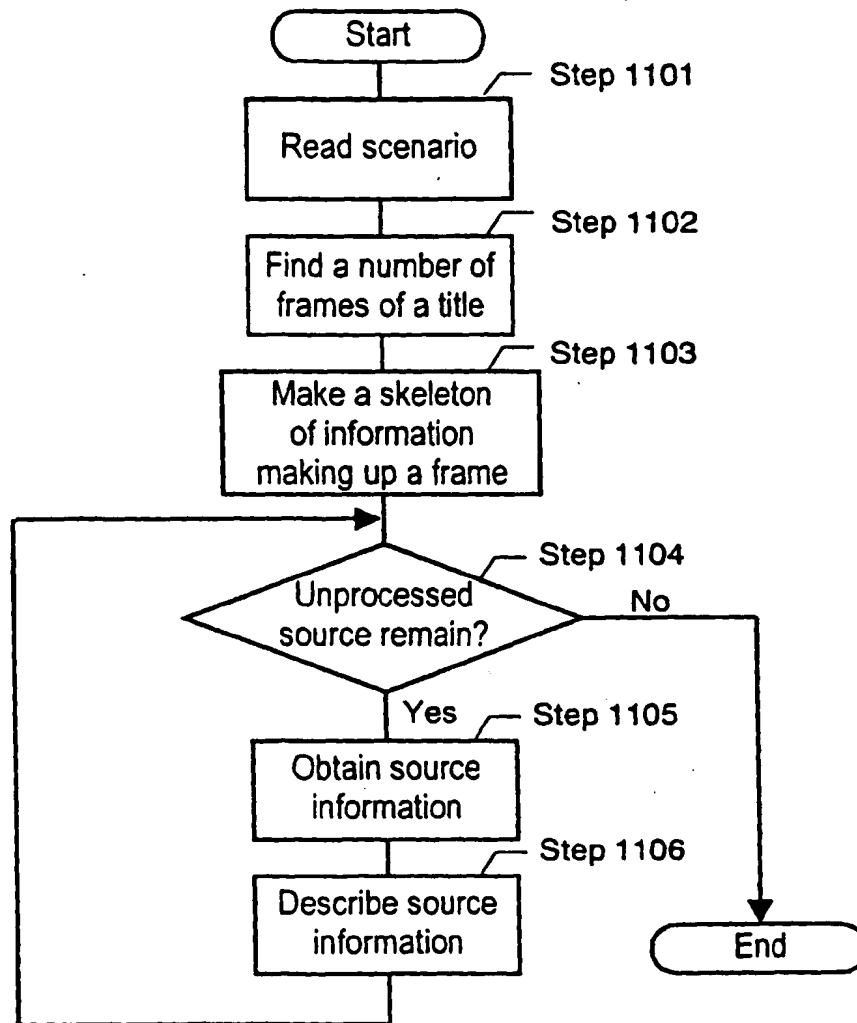 Start
Step 1101
Read scenario
Step 1102
Find a number of
frames of a title
Step 1103
Make a skeleton
of information
making up a frame
Step 1104
Unprocessed
source remain?
No
Yes
Step 1105
Obtain source
information
Step 1106
Describe source
information
End